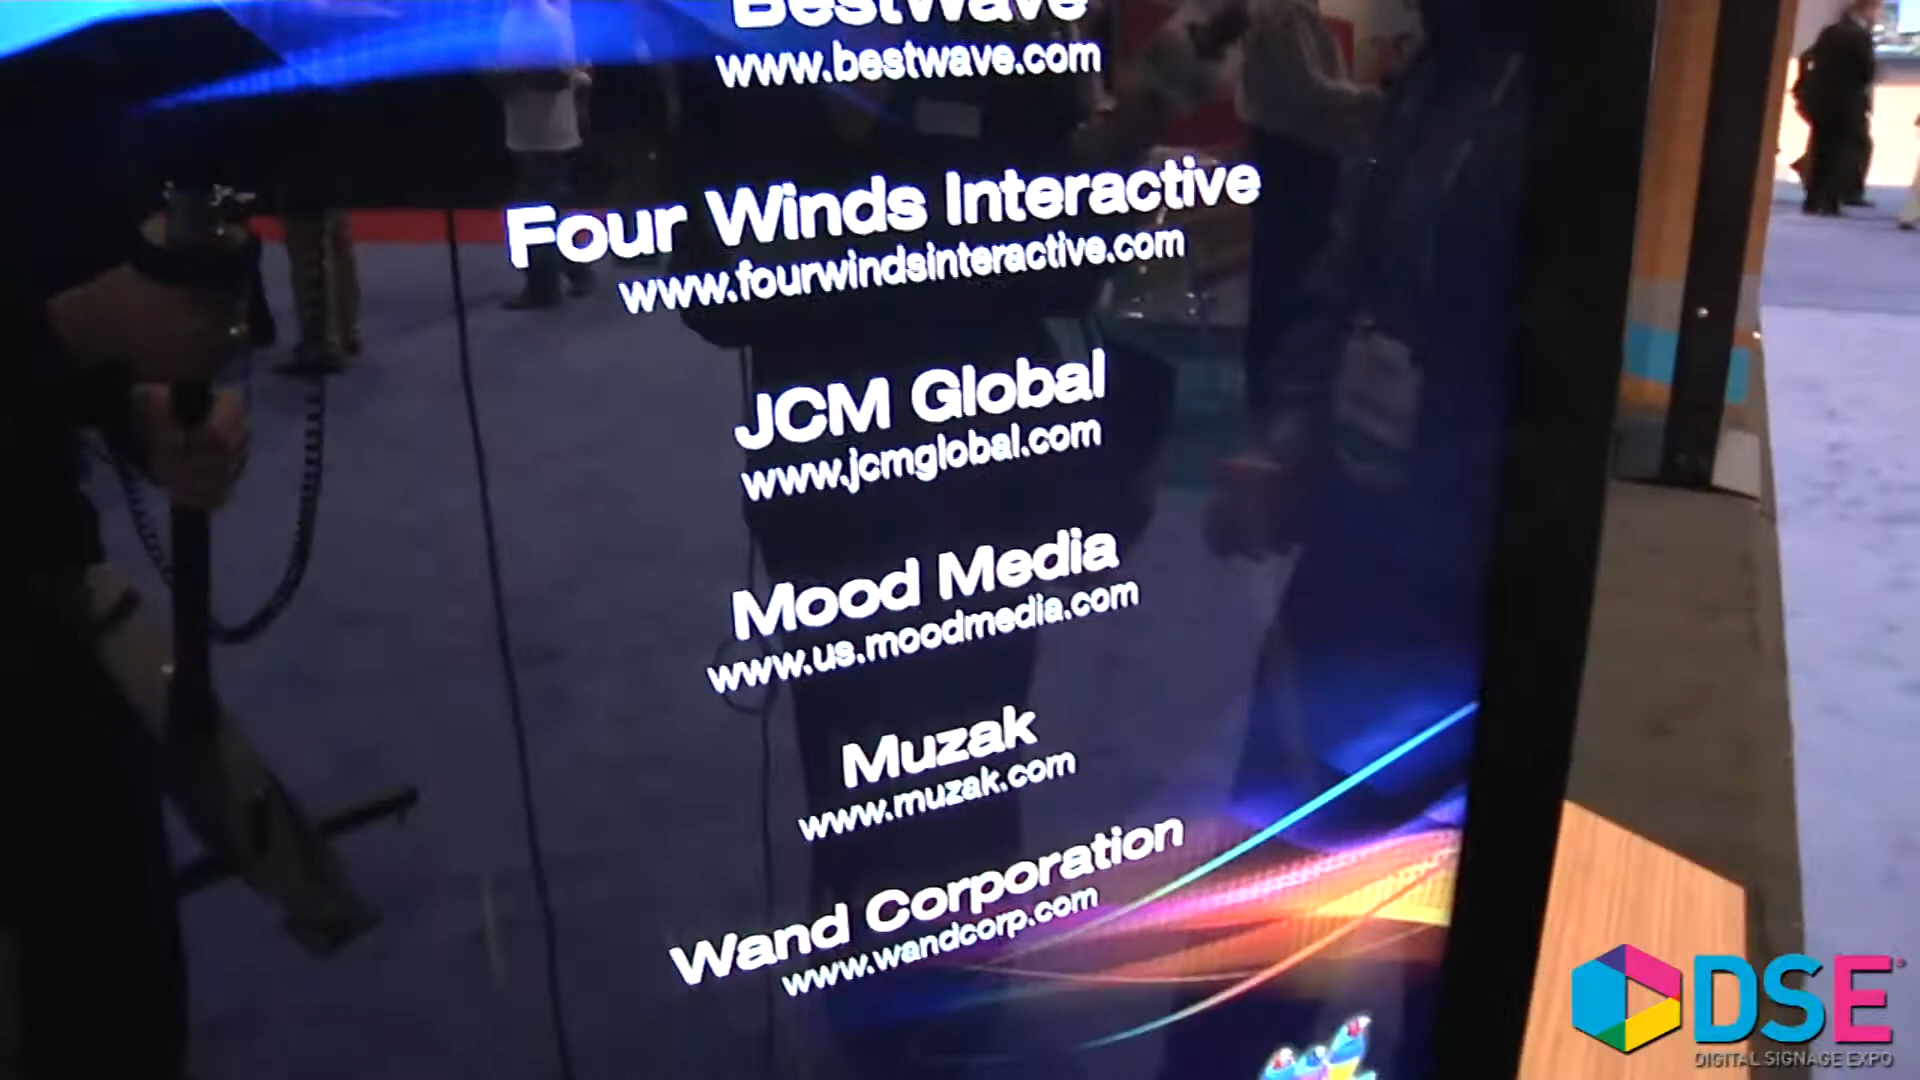 BestWave
www.bestwave.com
Four Winds Interactive
www.fourwindsinteractive.com
JCM Global
www.jcmglobal.com
Mood Media
www.us.moodmedia.com
Muzak
www.muzak.com
Wand Corporation
www.wandcorp.com
DSE
DIGITAL SIGNAGE EXPO